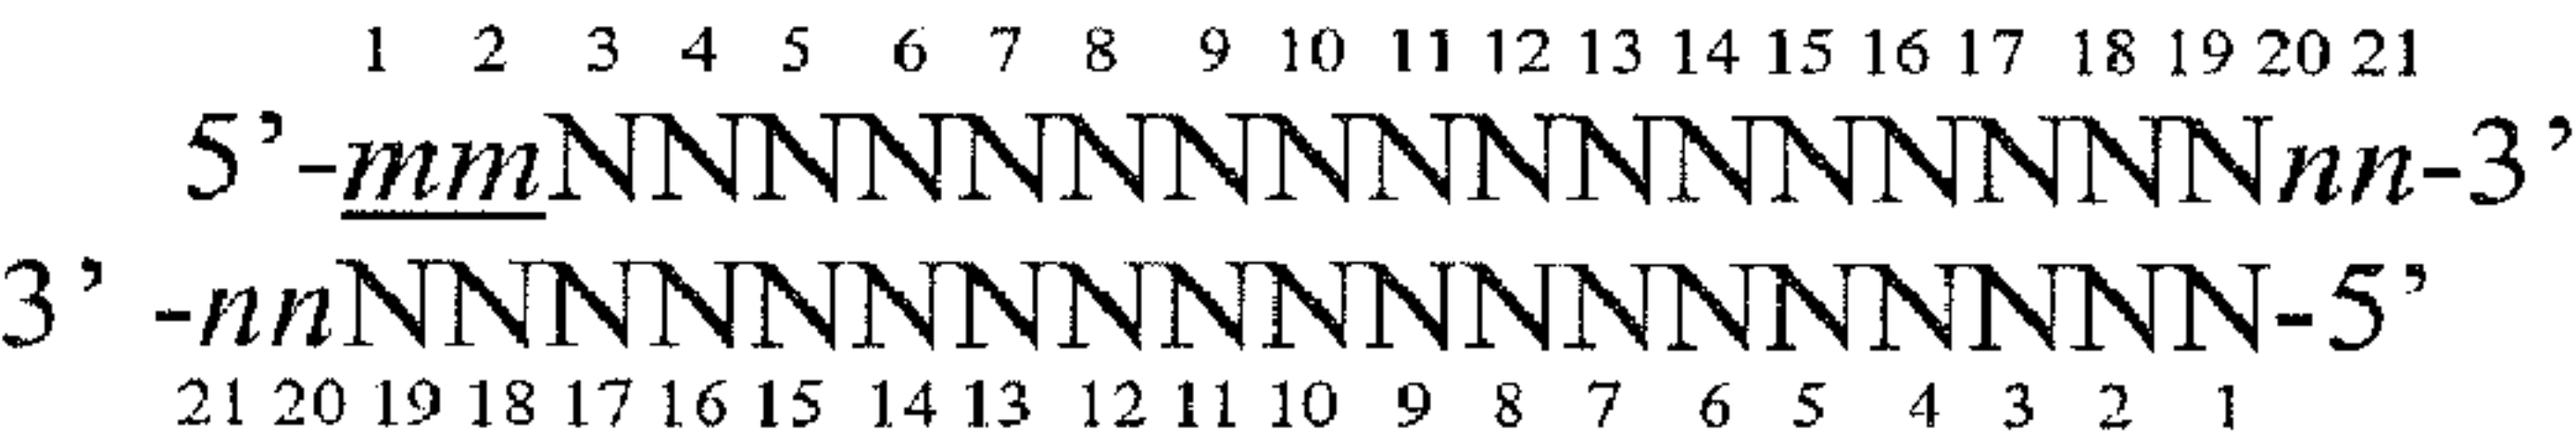 1 2 3 4 5 6 7 8 9 10 11 12 13 14 15 16 17 18 19 20 21
5’-mmNNNNNNNNNNNNNNNNNnn-3’
3’ -nnNNNNNNNNNNNNNNNNNNN-5’
21 20 19 18 17 16 15 14 13 12 11 10 9 8 7 6 5 4 3 2 1